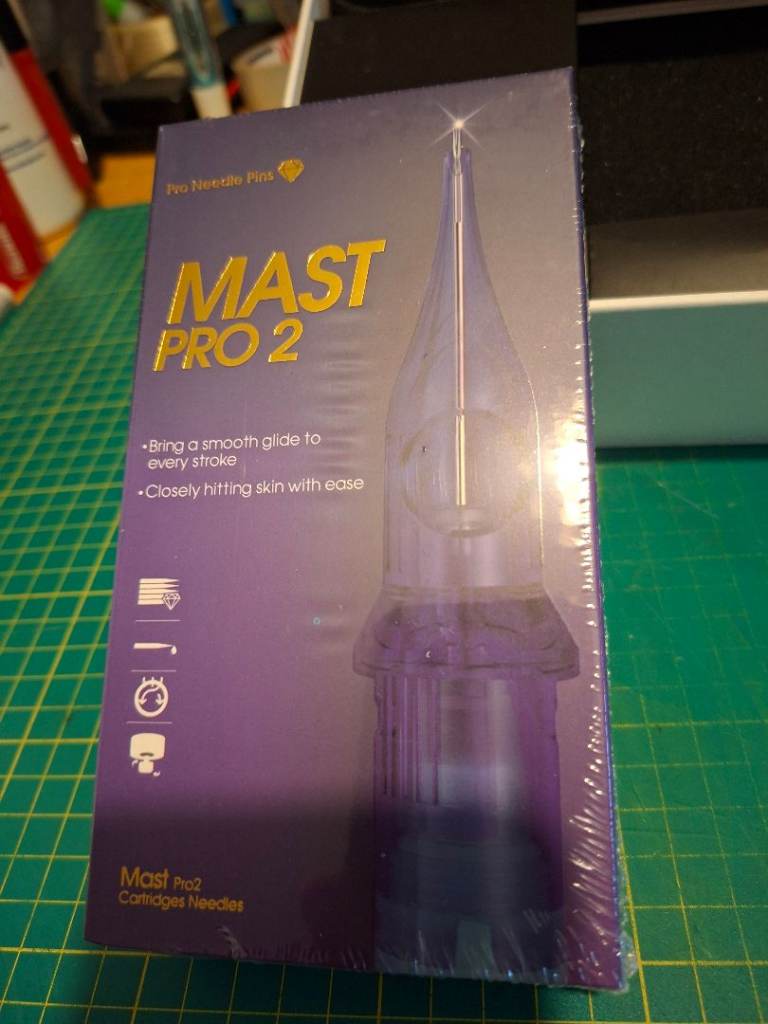 Pro Needle Pins
MAST
PRO 2
•Bring a smooth glide to
every stroke
•Closely hitting skin with ease
Mast Pro2
Cartridges Needles